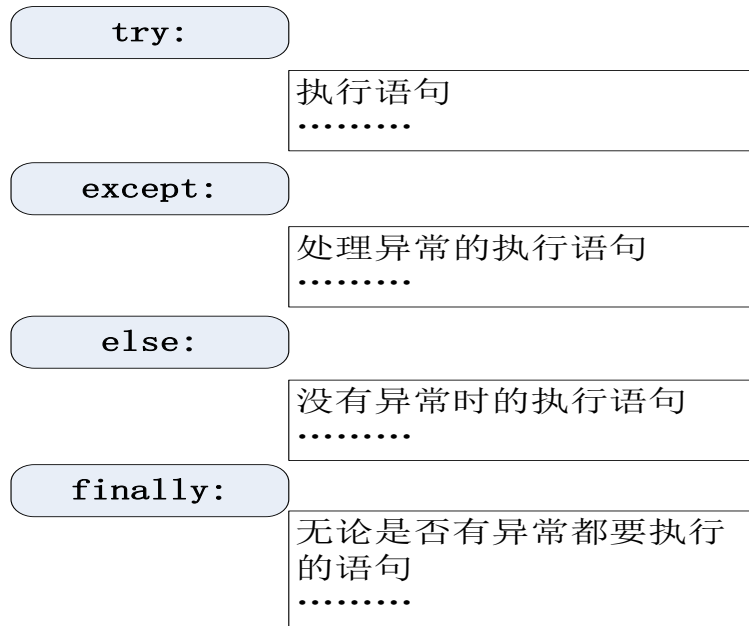 try:
执行语句
………
except:
处理异常的执行语句
………
else:
没有异常时的执行语句
………
finally:
无论是否有异常都要执行
的语句
………